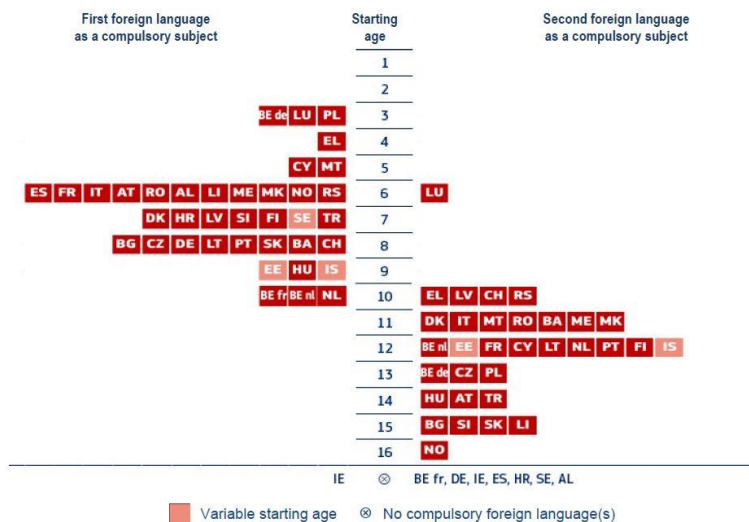 First foreign language
as a compulsory subject
Starting
age
Second foreign language
as a compulsory subject
1
2
BE de LU PL 3
EL 4
CY MT 5
ES FR IT AT RO AL LI ME MK NO RS 6 LU
DK HR LV SI FI SE TR 7
BG CZ DE LT PT SK BA CH 8
EE HU IS 9
BE fr BE nl NL 10 EL LV CH RS
11 DK IT MT RO BA ME MK
12 BE nl EE FR CY LT NL PT FI IS
13 BE de CZ PL
14 HU AT TR
15 BG SI SK LI
16 NO
IE ⊗ BE fr, DE, IE, ES, HR, SE, AL
Variable starting age ⊗ No compulsory foreign language(s)